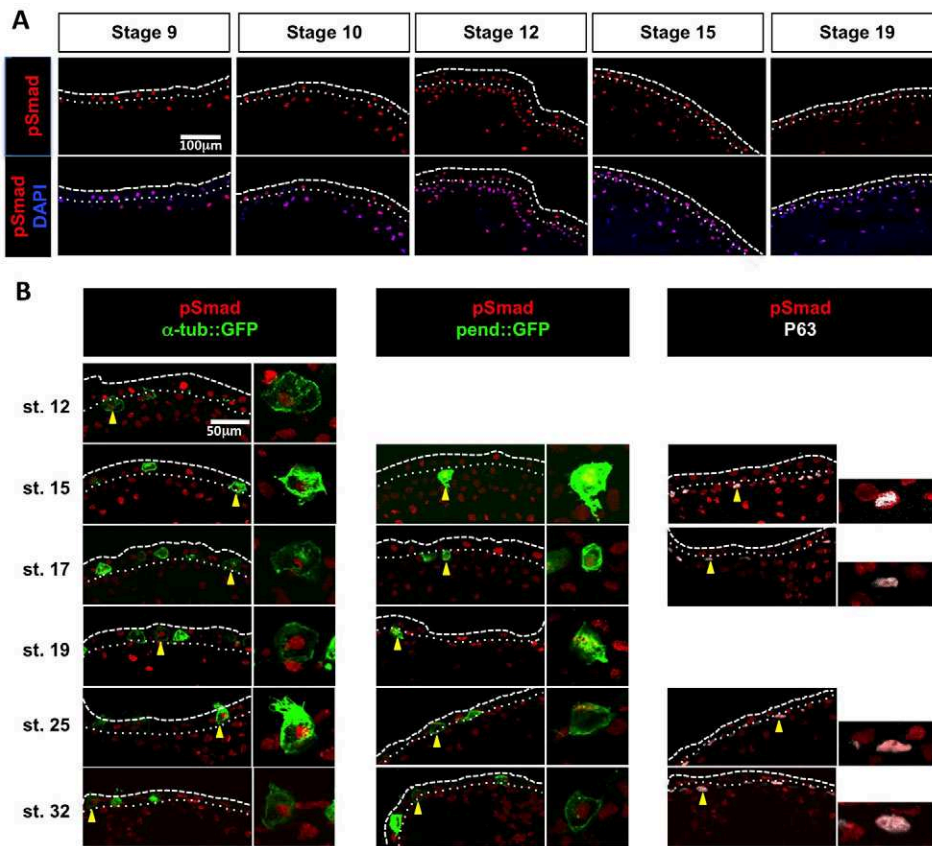 A
Stage 9
Stage 10
Stage 12
Stage 15
Stage 19
pSmad
100μm
pSmad
DAPI
B
pSmad
α-tub::GFP
pSmad
pend::GFP
pSmad
P63
st. 12
50μm
st. 15
st. 17
st. 19
st. 25
st. 32